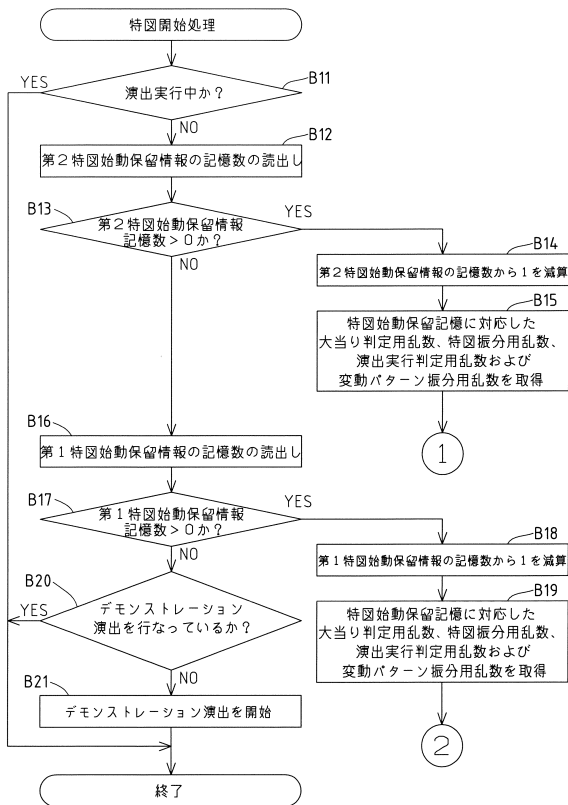 特図開始処理
B11
YES
演出実行中か？
NO
B12
第2特図始動保留情報の記憶数の読出し
B13
第2特図始動保留情報
記憶数＞0か？
YES
NO
B14
第2特図始動保留情報の記憶数から1を減算
B15
特図始動保留記憶に対応した
大当り判定用乱数、特図振分用乱数、
演出実行判定用乱数および
変動パターン振分用乱数を取得
1
B16
第1特図始動保留情報の記憶数の読出し
B17
第1特図始動保留情報
記憶数＞0か？
YES
NO
B18
第1特図始動保留情報の記憶数から1を減算
B19
特図始動保留記憶に対応した
大当り判定用乱数、特図振分用乱数、
演出実行判定用乱数および
変動パターン振分用乱数を取得
2
B20
YES
デモンストレーション
演出を行なっているか？
NO
B21
デモンストレーション演出を開始
終了